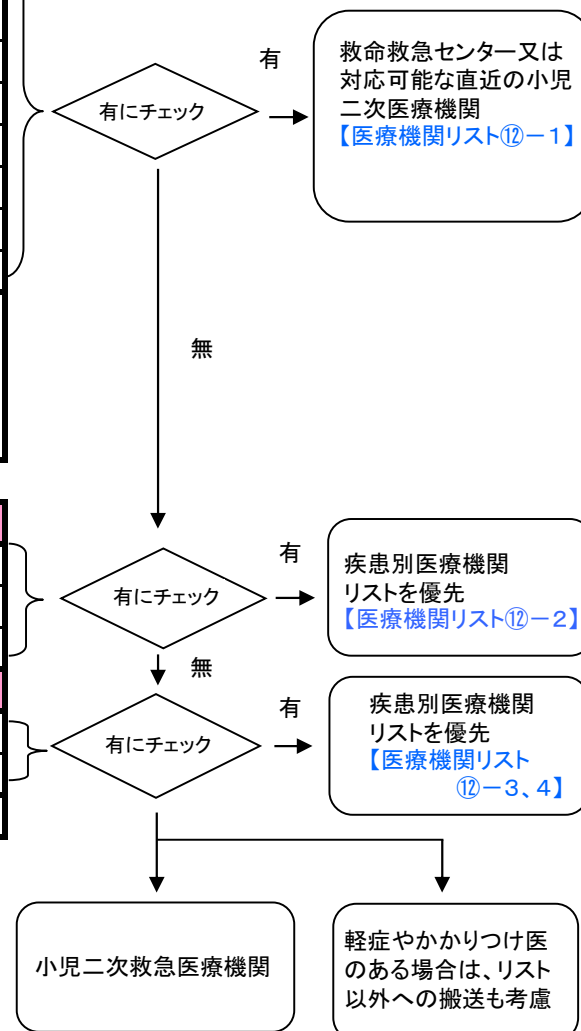 有
救命救急センター又は
対応可能な直近の小児
二次医療機関
【医療機関リスト⑫－１】
有にチェック
無
有
疾患別医療機関
リストを優先
【医療機関リスト⑫－２】
有にチェック
無
有
疾患別医療機関
リストを優先
【医療機関リスト
⑫－３、４】
有にチェック
小児二次救急医療機関
軽症やかかりつけ医
のある場合は、リスト
以外への搬送も考慮